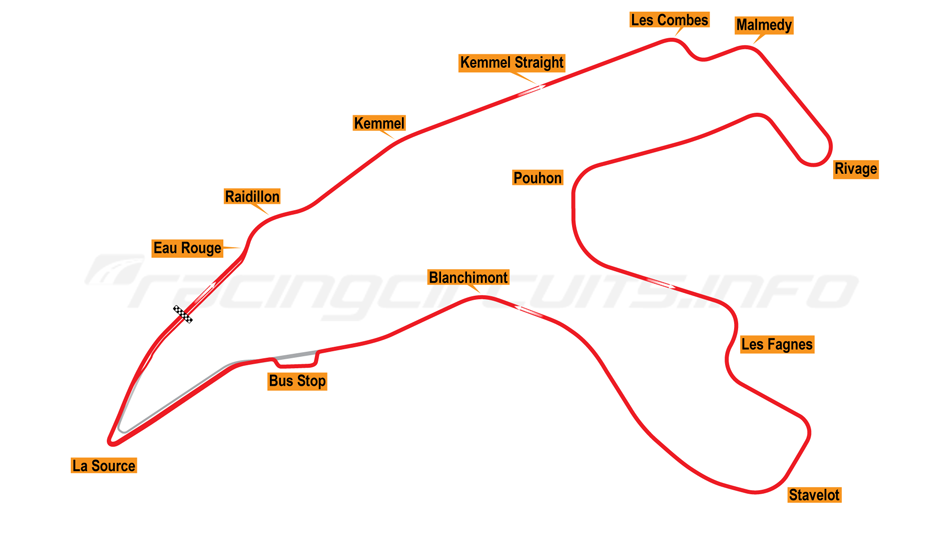 Les Combes
Malmedy
Kemmel Straight
Kemmel
Rivage
Pouhon
Raidillon
Eau Rouge
Blanchimont
racingcircuits.info
Les Fagnes
Bus Stop
La Source
Stavelot